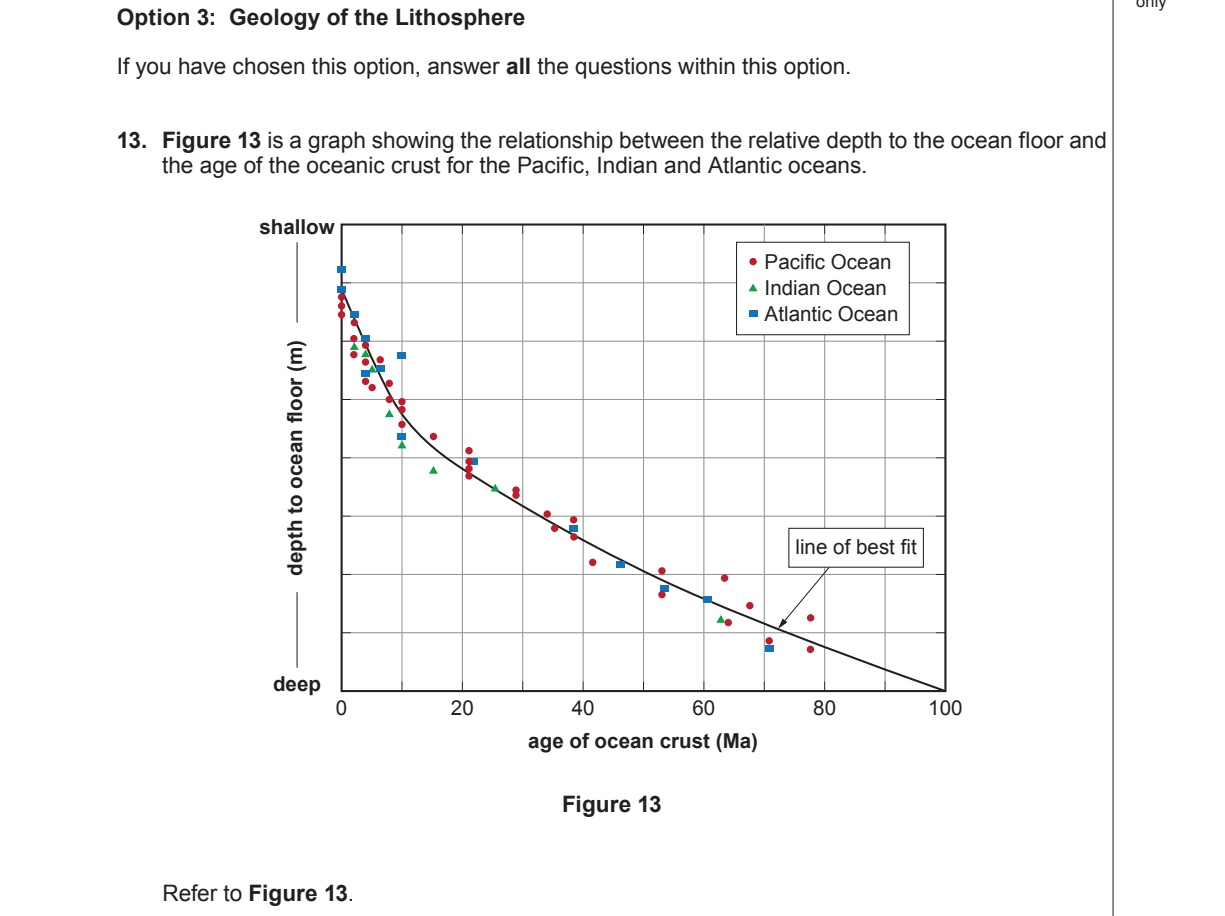 only
Option 3: Geology of the Lithosphere
If you have chosen this option, answer all the questions within this option.
13. Figure 13 is a graph showing the relationship between the relative depth to the ocean floor and
the age of the oceanic crust for the Pacific, Indian and Atlantic oceans.
shallow
Pacific Ocean
Indian Ocean
Atlantic Ocean
depth to ocean floor (m)
line of best fit
deep
0 20 40 60 80 100
age of ocean crust (Ma)
Figure 13
Refer to Figure 13.